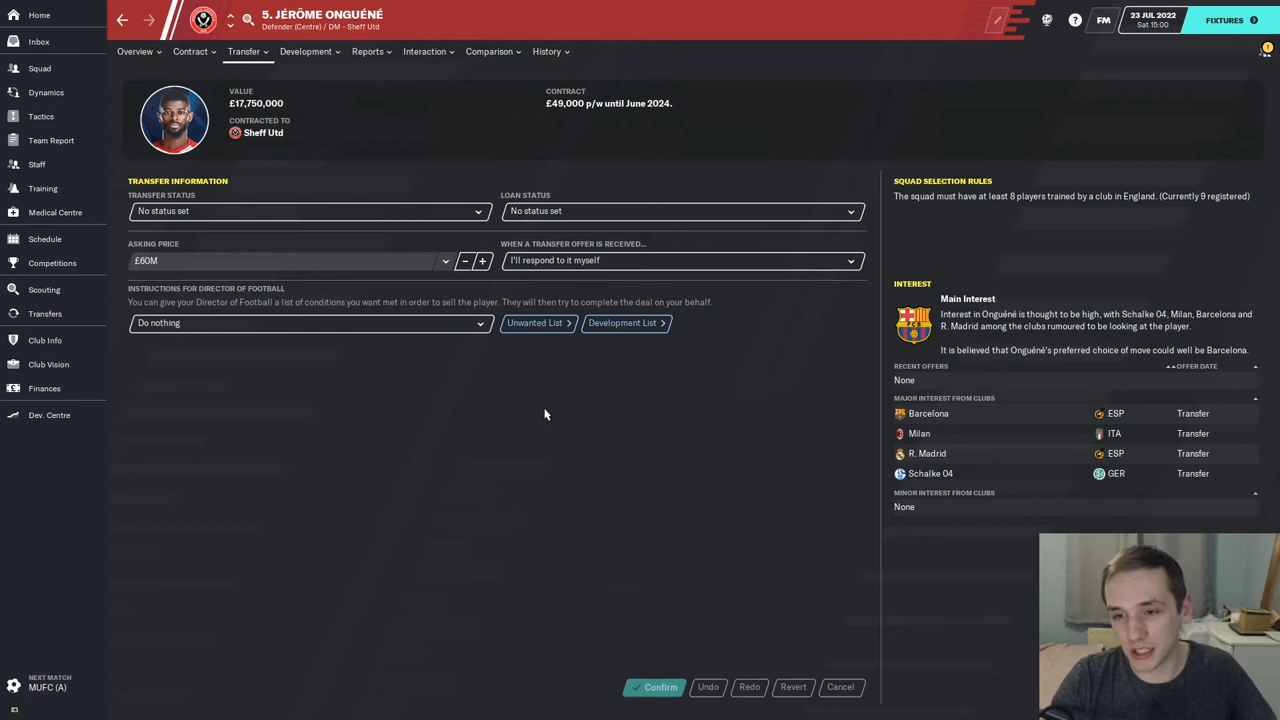 5. JÉRÔME ONGUÉNÉ
Defender (Centre) / DM - Sheff Utd
FM
23 JUL 2022
Sat 15:00
FIXTURES
1
Home
Inbox
Squad
Dynamics
Tactics
Team Report
Staff
Training
Medical Centre
Schedule
Competitions
Scouting
Transfers
Club Info
Club Vision
Finances
Dev. Centre
NEXT MATCH
MUFC (A)
Overview
Contract
Transfer
Development
Reports
Interaction
Comparison
History
VALUE
£17,750,000
CONTRACTED TO
Sheff Utd
CONTRACT
£49,000 p/w until June 2024.
TRANSFER INFORMATION
TRANSFER STATUS
No status set
LOAN STATUS
No status set
ASKING PRICE
£60M
WHEN A TRANSFER OFFER IS RECEIVED...
I'll respond to it myself
INSTRUCTIONS FOR DIRECTOR OF FOOTBALL
You can give your Director of Football a list of conditions you want met in order to sell the player. They will then try to complete the deal on your behalf.
Do nothing
Unwanted List
Development List
SQUAD SELECTION RULES
The squad must have at least 8 players trained by a club in England. (Currently 9 registered)
INTEREST
Main Interest
Interest in Onguéné is thought to be high, with Schalke 04, Milan, Barcelona and
R. Madrid among the clubs rumoured to be looking at the player.
It is believed that Onguéné's preferred choice of move could well be Barcelona.
RECENT OFFERS OFFER DATE
None
MAJOR INTEREST FROM CLUBS
Barcelona ESP Transfer
Milan ITA Transfer
R. Madrid ESP Transfer
Schalke 04 GER Transfer
MINOR INTEREST FROM CLUBS
None
Confirm
Undo
Redo
Revert
Cancel